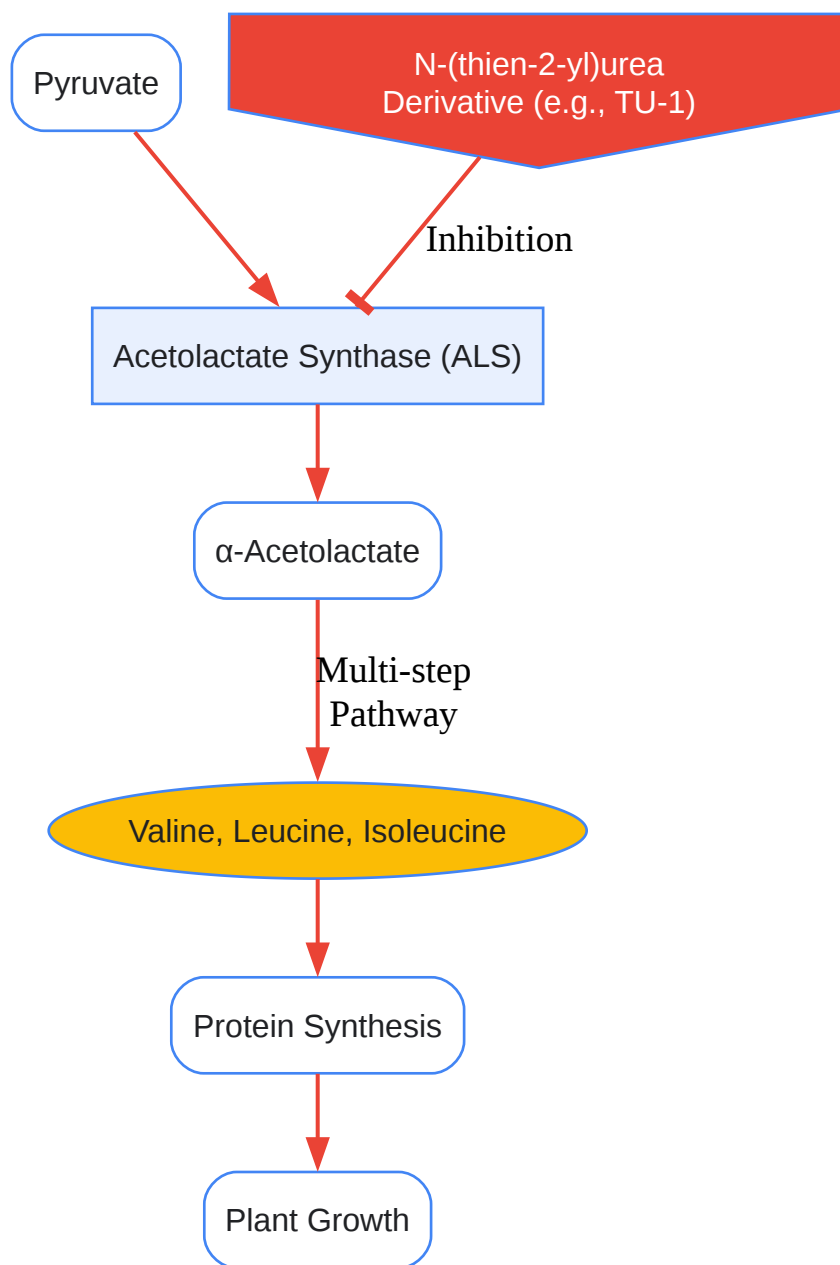 Pyruvate
N-(thien-2-yl)urea
Derivative (e.g., TU-1)
Inhibition
Acetolactate Synthase (ALS)
α-Acetolactate
Multi-step
Pathway
Valine, Leucine, Isoleucine
Protein Synthesis
Plant Growth